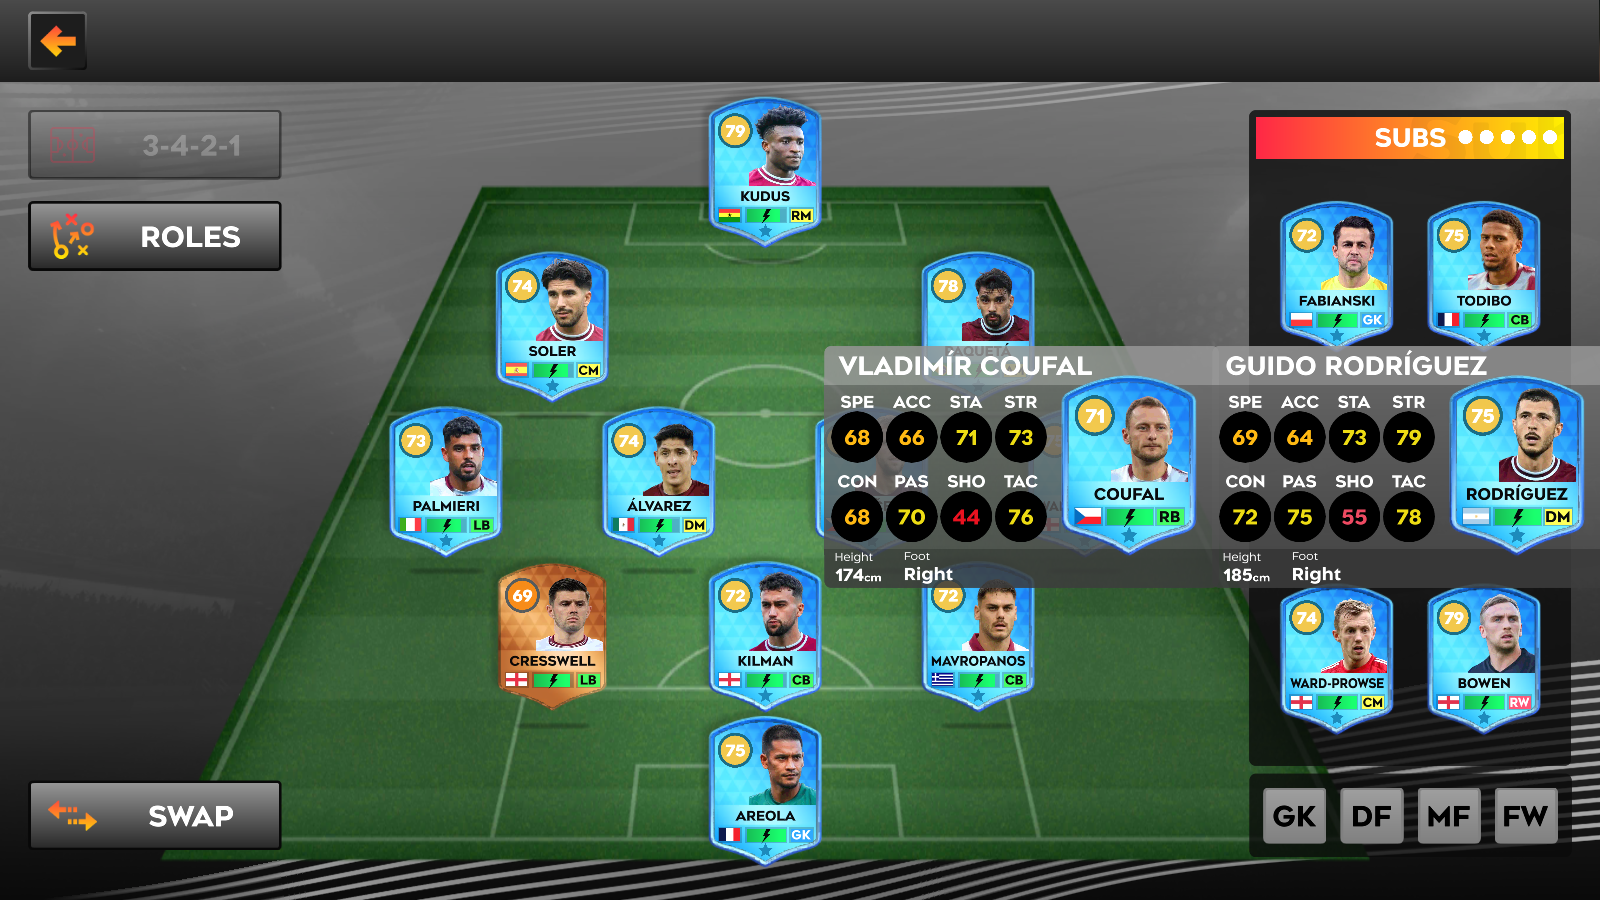 3-4-2-1
ROLES
SWAP
79
KUDUS
RM
74
SOLER
CM
78
PAQUETÁ
73
PALMIERI
LB
74
ÁLVAREZ
DM
69
CRESSWELL
LB
72
KILMAN
CB
72
MAVROPANOS
CB
75
AREOLA
GK
SUBS
72
FABIANSKI
GK
75
TODIBO
CB
VLADIMÍR COUFAL
SPE ACC STA STR
68 66 71 73
CON PAS SHO TAC
68 70 44 76
Height Foot
174cm Right
71
COUFAL
RB
GUIDO RODRÍGUEZ
SPE ACC STA STR
69 64 73 79
CON PAS SHO TAC
72 75 55 78
Height Foot
185cm Right
75
RODRÍGUEZ
DM
74
WARD-PROWSE
CM
79
BOWEN
RW
GK DF MF FW